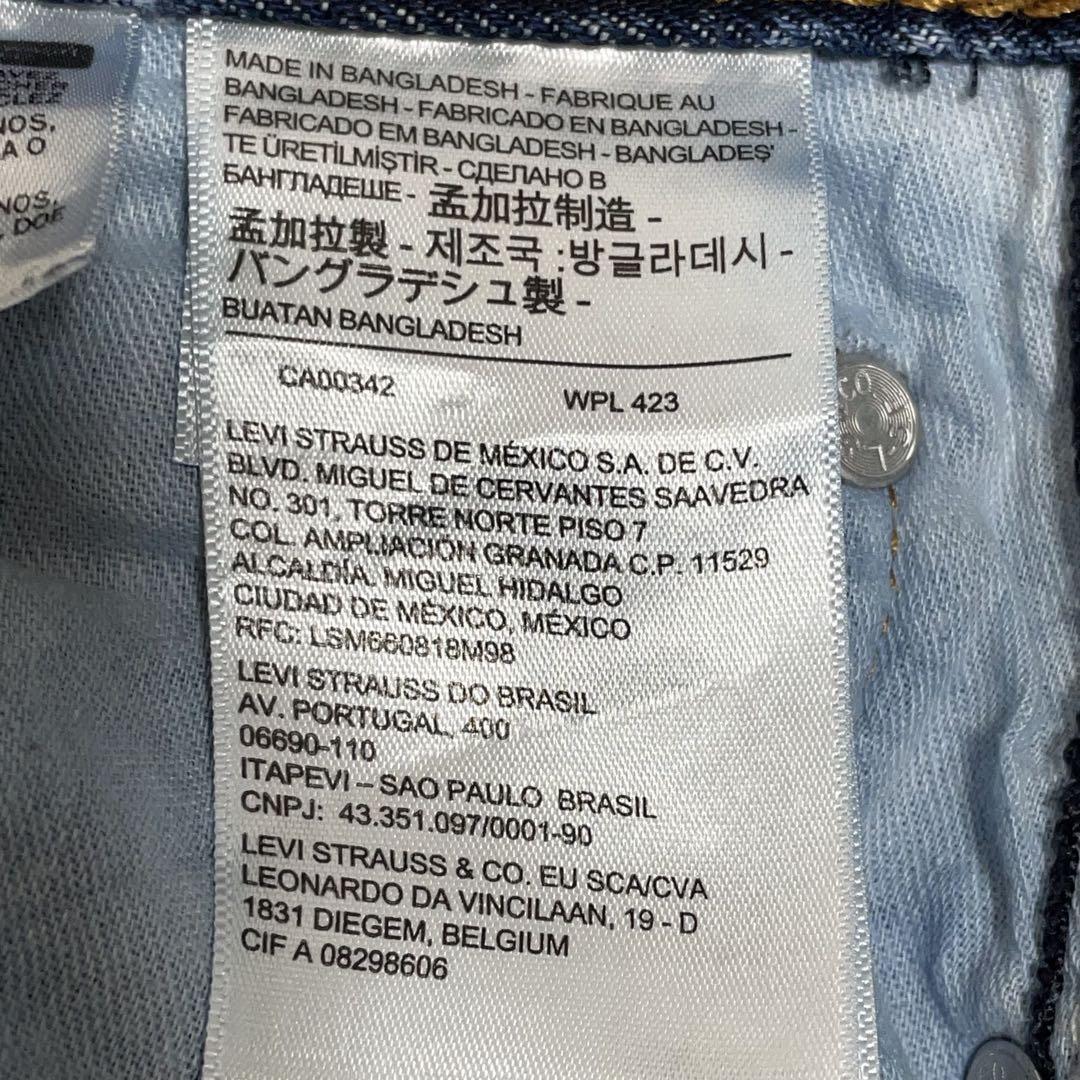 NOS,
A O
NOS,
DOE
MADE IN BANGLADESH - FABRIQUE AU
BANGLADESH - FABRICADO EN BANGLADESH -
FABRICADO EM BANGLADESH - BANGLADEŞ'
TE ÜRETİLMİŞTİR - СДЕЛАНО В
БАНГЛАДЕШЕ - 孟加拉制造 -
孟加拉製 - 제조국 :방글라데시 -
バングラデシュ製 -
BUATAN BANGLADESH
CA00342 WPL 423
LEVI STRAUSS DE MÉXICO S.A. DE C.V.
BLVD. MIGUEL DE CERVANTES SAAVEDRA
NO. 301, TORRE NORTE PISO 7
COL. AMPLIACIÓN GRANADA C.P. 11529
ALCALDÍA. MIGUEL HIDALGO
CIUDAD DE MÉXICO, MÉXICO
RFC: LSM660818M98
LEVI STRAUSS DO BRASIL
AV. PORTUGAL, 400
06690-110
ITAPEVI – SAO PAULO BRASIL
CNPJ: 43.351.097/0001-90
LEVI STRAUSS & CO. EU SCA/CVA
LEONARDO DA VINCILAAN, 19 - D
1831 DIEGEM, BELGIUM
CIF A 08298606